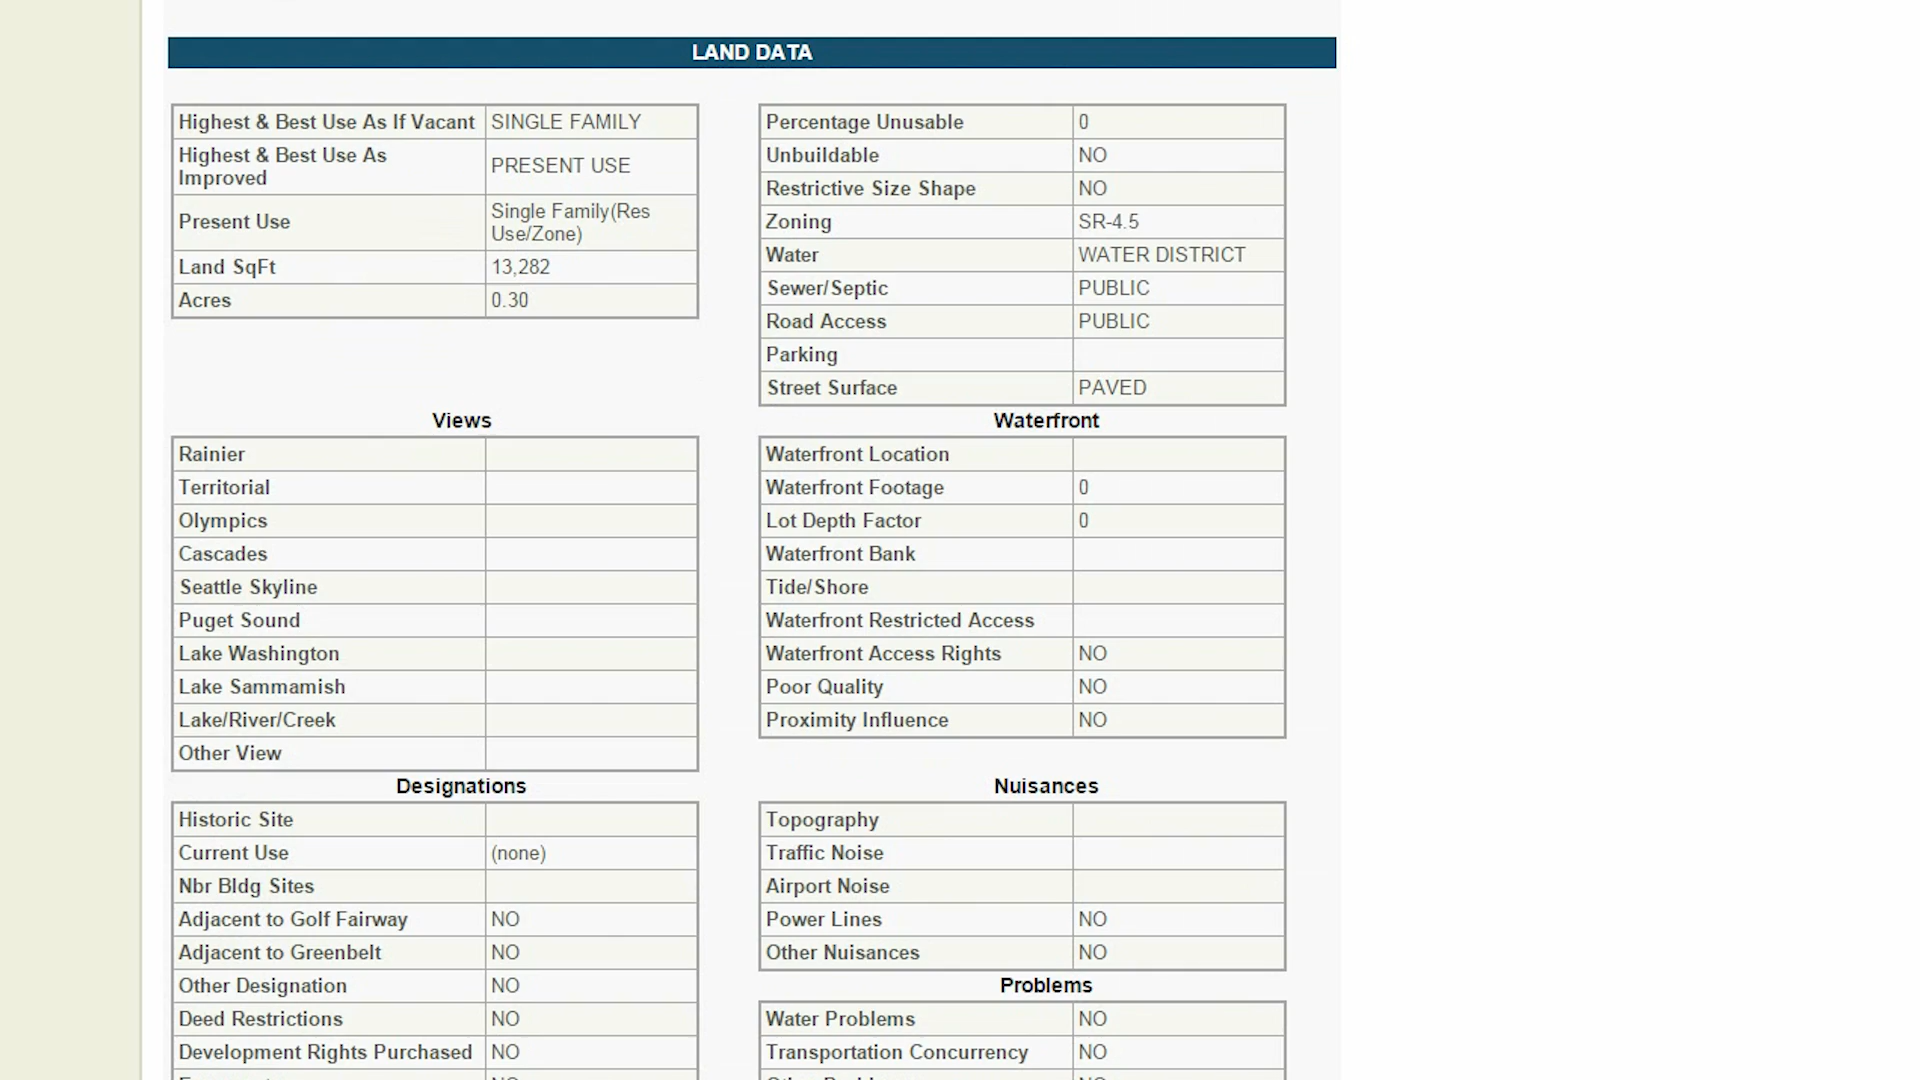 LAND DATA
Highest & Best Use As If Vacant SINGLE FAMILY
Highest & Best Use As
Improved PRESENT USE
Present Use Single Family(Res
Use/Zone)
Land SqFt 13,282
Acres 0.30
Percentage Unusable 0
Unbuildable NO
Restrictive Size Shape NO
Zoning SR-4.5
Water WATER DISTRICT
Sewer/Septic PUBLIC
Road Access PUBLIC
Parking
Street Surface PAVED
Views
Rainier
Territorial
Olympics
Cascades
Seattle Skyline
Puget Sound
Lake Washington
Lake Sammamish
Lake/River/Creek
Other View
Waterfront
Waterfront Location
Waterfront Footage 0
Lot Depth Factor 0
Waterfront Bank
Tide/Shore
Waterfront Restricted Access
Waterfront Access Rights NO
Poor Quality NO
Proximity Influence NO
Designations
Historic Site
Current Use (none)
Nbr Bldg Sites
Adjacent to Golf Fairway NO
Adjacent to Greenbelt NO
Other Designation NO
Deed Restrictions NO
Development Rights Purchased NO
Nuisances
Topography
Traffic Noise
Airport Noise
Power Lines NO
Other Nuisances NO
Problems
Water Problems NO
Transportation Concurrency NO